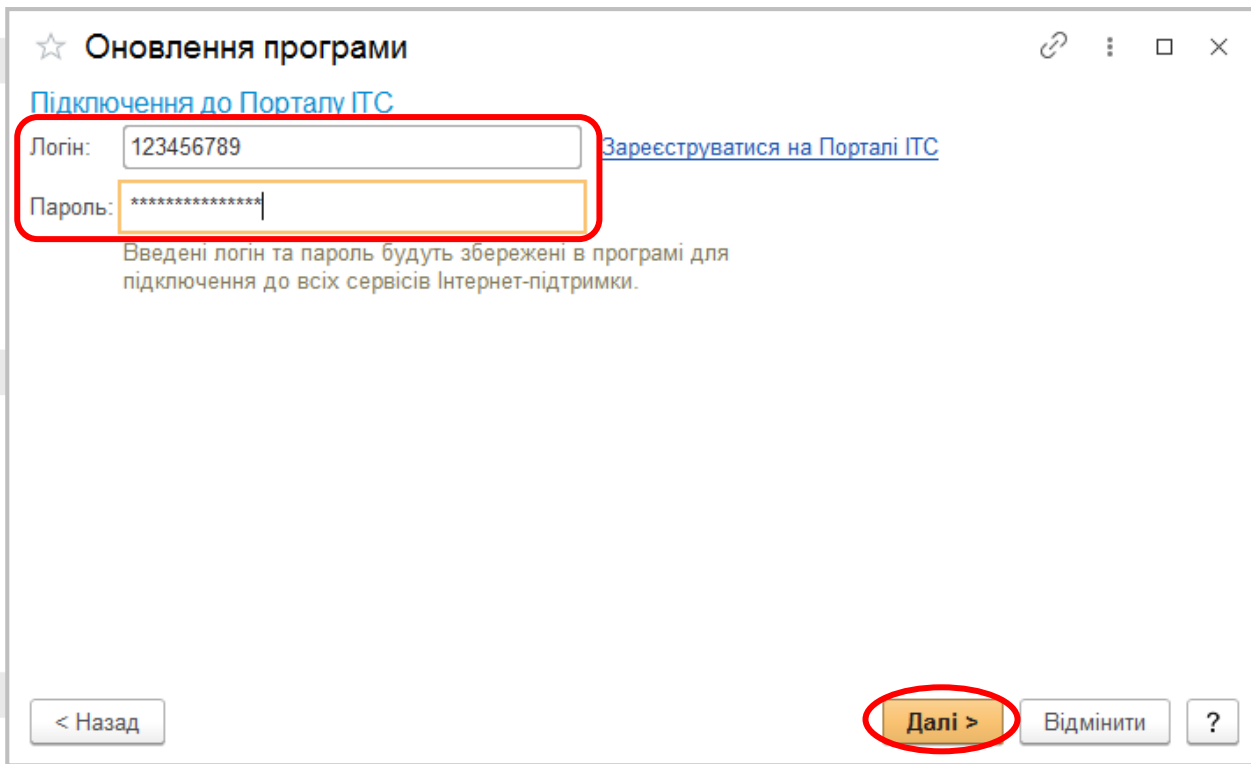 Оновлення програми
Підключення до Порталу ІТС
Логін: 123456789 Зареєструватися на Порталі ІТС
Пароль: ***************
Введені логін та пароль будуть збережені в програмі для
підключення до всіх сервісів Інтернет-підтримки.
< Назад Далі > Відмінити ?